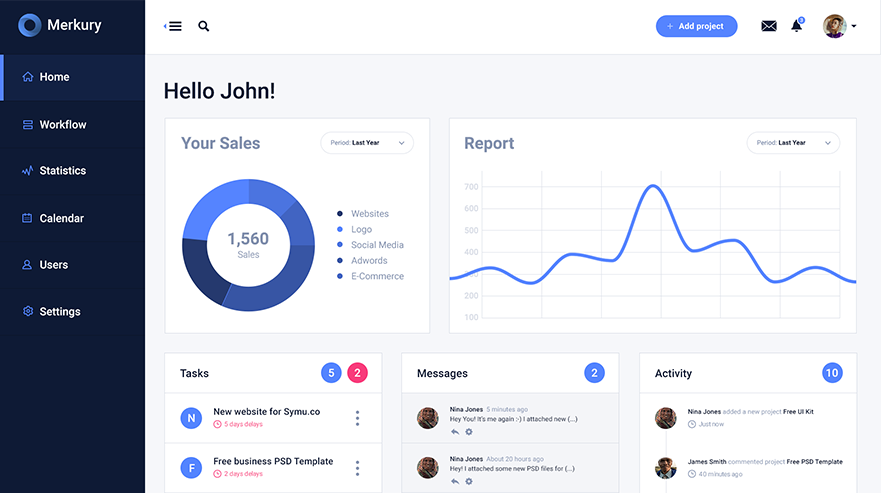 Merkury
Add project
3
Home
Workflow
Statistics
Calendar
Users
Settings
Hello John!
Your Sales
Period: Last Year
1,560
Sales
Websites
Logo
Social Media
Adwords
E-Commerce
Report
Period: Last Year
700
600
500
400
200
100
Tasks
5
2
N
New website for Symu.co
5 days delays
F
Free business PSD Template
2 days delays
Messages
2
Nina Jones 5 minutes ago
Hey You! It's me again :-) I attached new (...)
Nina Jones About 20 hours ago
Hey! I attached some new PSD files for (...)
Activity
10
Nina Jones added a new project Free UI Kit
Just now
James Smith commented project Free PSD Template
40 minutes ago